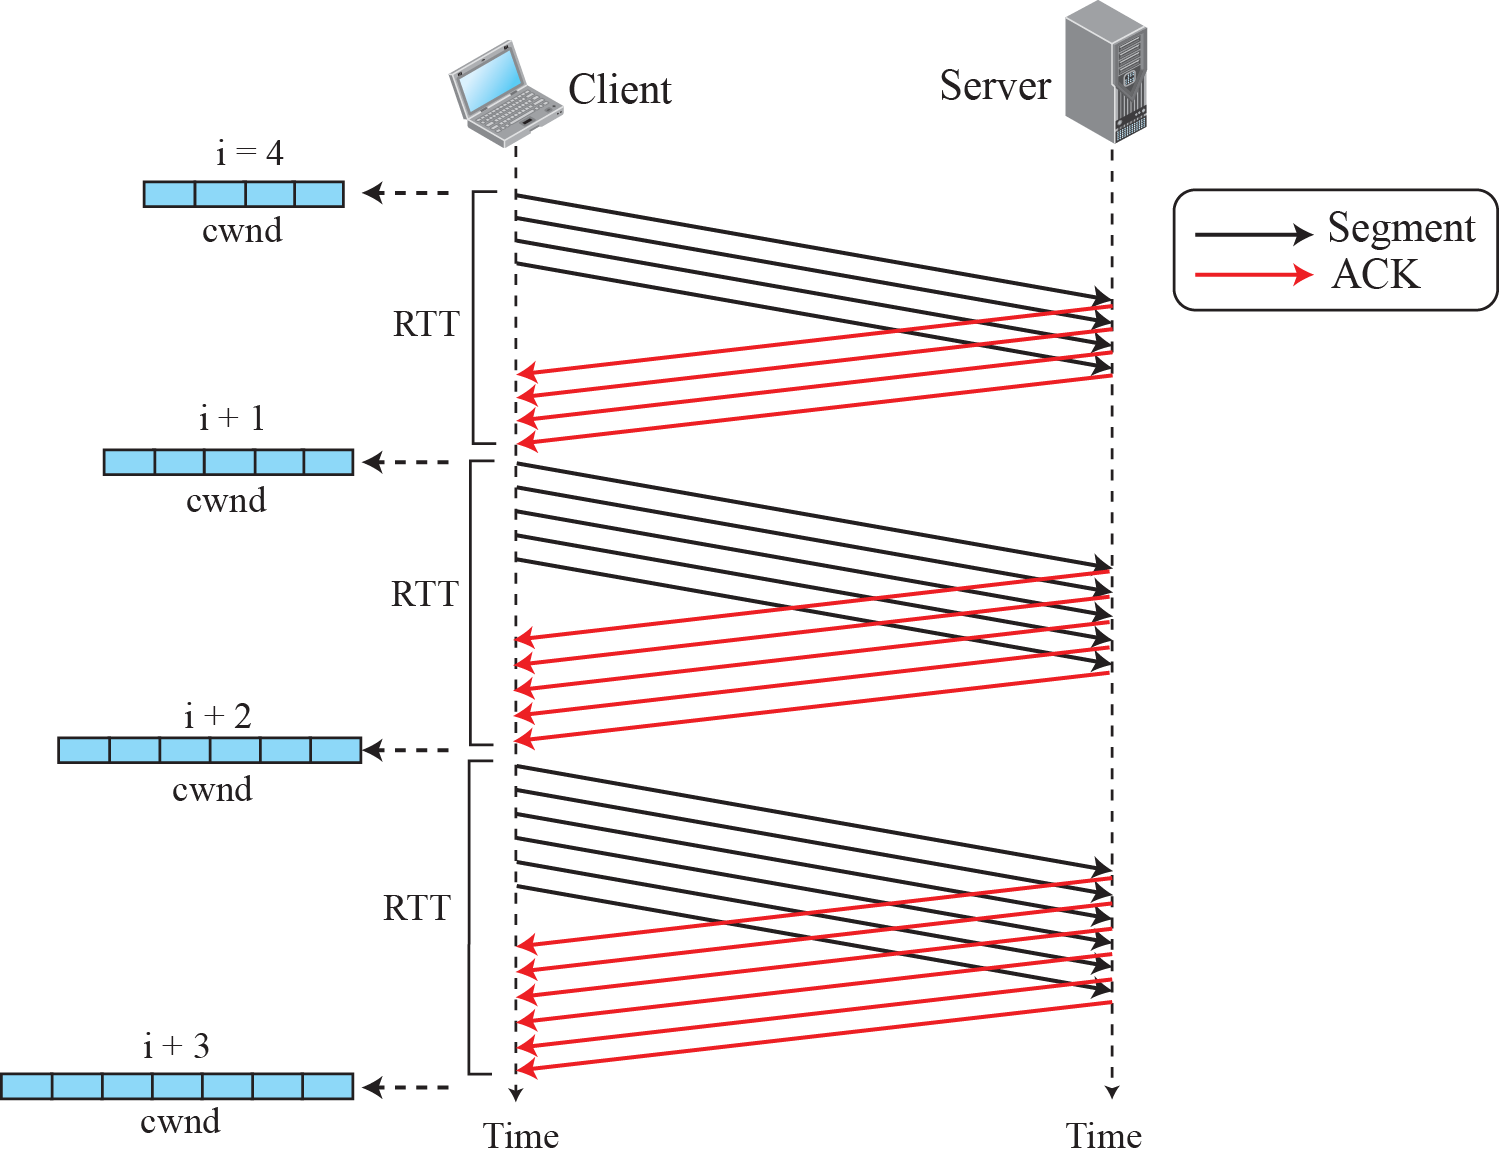 Client
Server
i = 4
cwnd
Segment
ACK
RTT
i + 1
cwnd
RTT
i + 2
cwnd
RTT
i + 3
cwnd
Time
Time